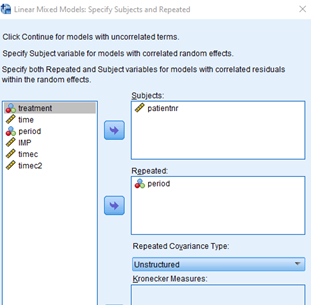 Linear Mixed Models: Specify Subjects and Repeated
Click Continue for models with uncorrelated terms.
Specify Subject variable for models with correlated random effects.
Specify both Repeated and Subject variables for models with correlated residuals
within the random effects.
Subjects:
treatment
time
period
IMP
timec
timec2
patientnr
Repeated:
period
Repeated Covariance Type:
Unstructured
Kronecker Measures: